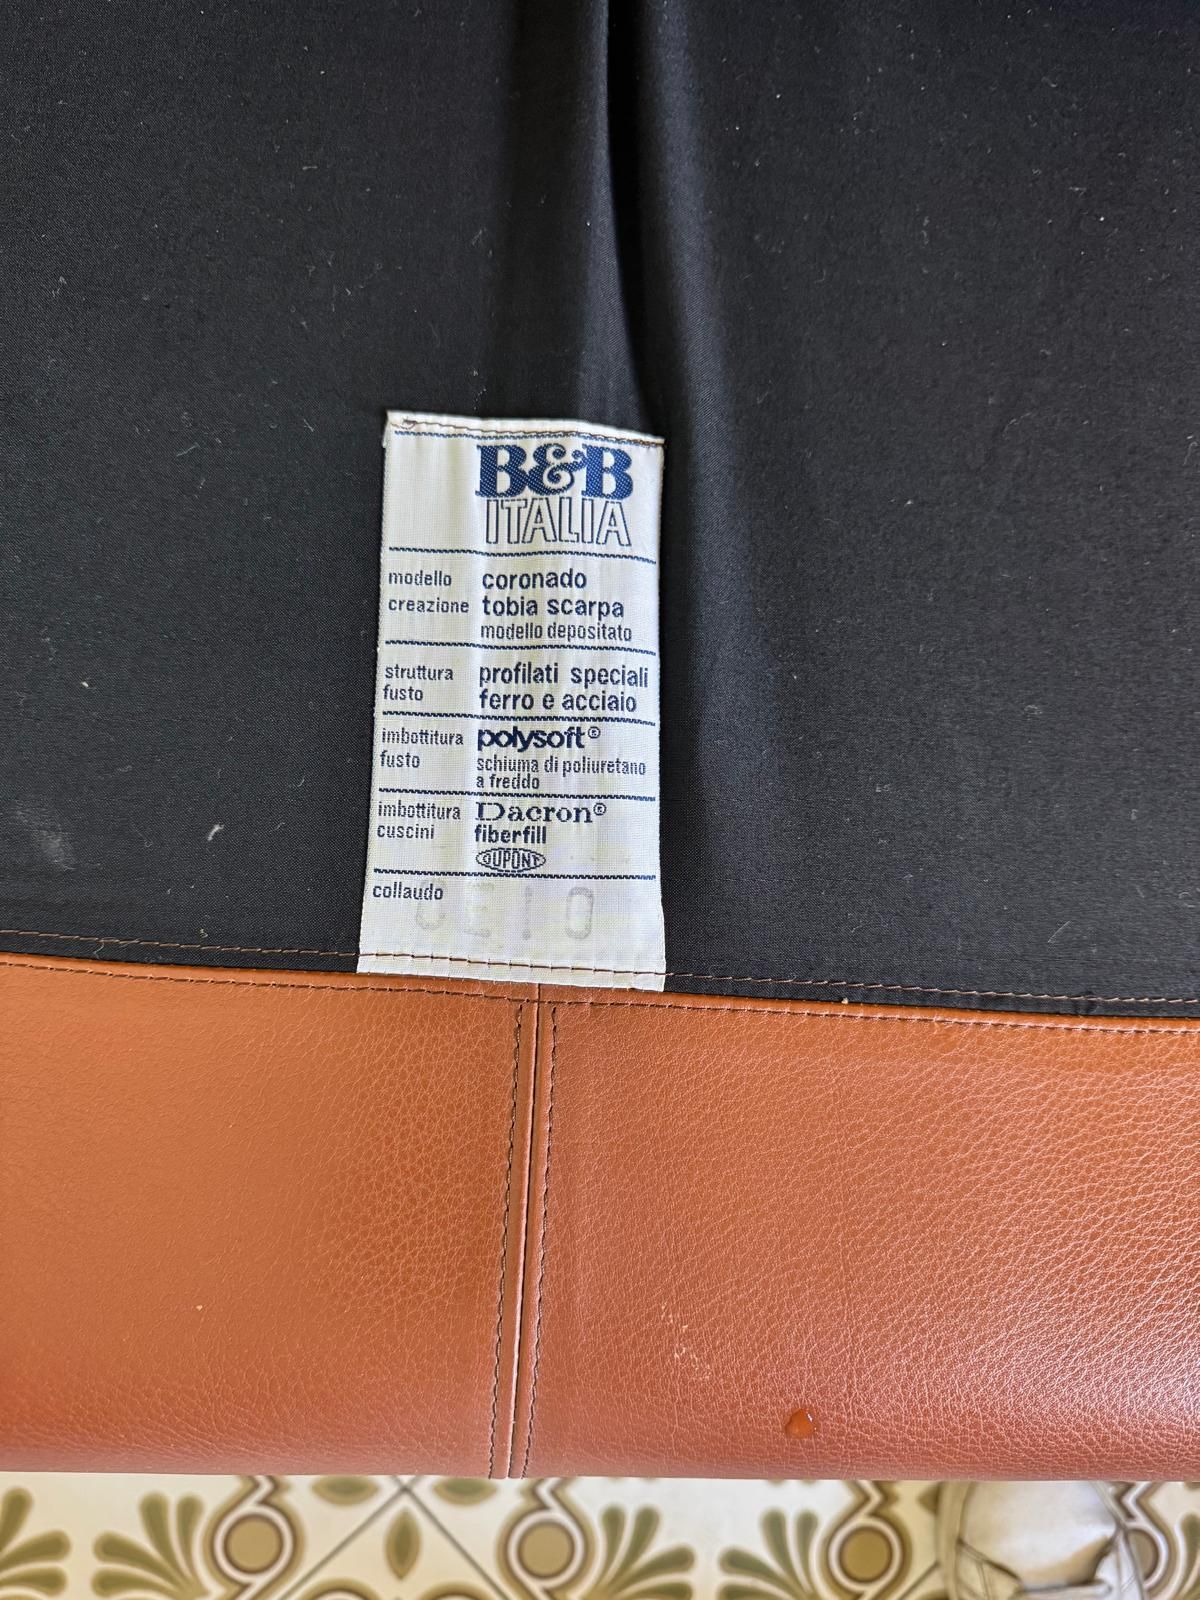 B&B
ITALIA
modello coronado
creazione tobia scarpa
modello depositato
struttura fusto profilati speciali
ferro e acciaio
imbottitura fusto polysoft®
schiuma di poliuretano
a freddo
imbottitura cuscini Dacron®
fiberfill
DUPONT
collaudo